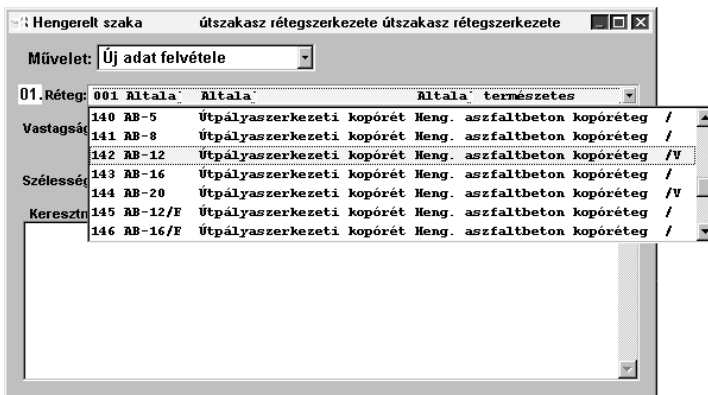 Hengerelt szaka útszakasz rétegszerkezete útszakasz rétegszerkezete
Művelet: Új adat felvétele
01. Réteg: 001 Altala Altala Altala természetes
140 AB-5 Útpályaszerkezeti kopórét Heng. aszfaltbeton kopóréteg /
Vastagság
141 AB-8 Útpályaszerkezeti kopórét Heng. aszfaltbeton kopóréteg /
142 AB-12 Útpályaszerkezeti kopórét Heng. aszfaltbeton kopóréteg /V
143 AB-16 Útpályaszerkezeti kopórét Heng. aszfaltbeton kopóréteg /
Szélesség
144 AB-20 Útpályaszerkezeti kopórét Heng. aszfaltbeton kopóréteg /V
Keresztm
145 AB-12/F Útpályaszerkezeti kopórét Heng. aszfaltbeton kopóréteg /
146 AB-16/F Útpályaszerkezeti kopórét Heng. aszfaltbeton kopóréteg /